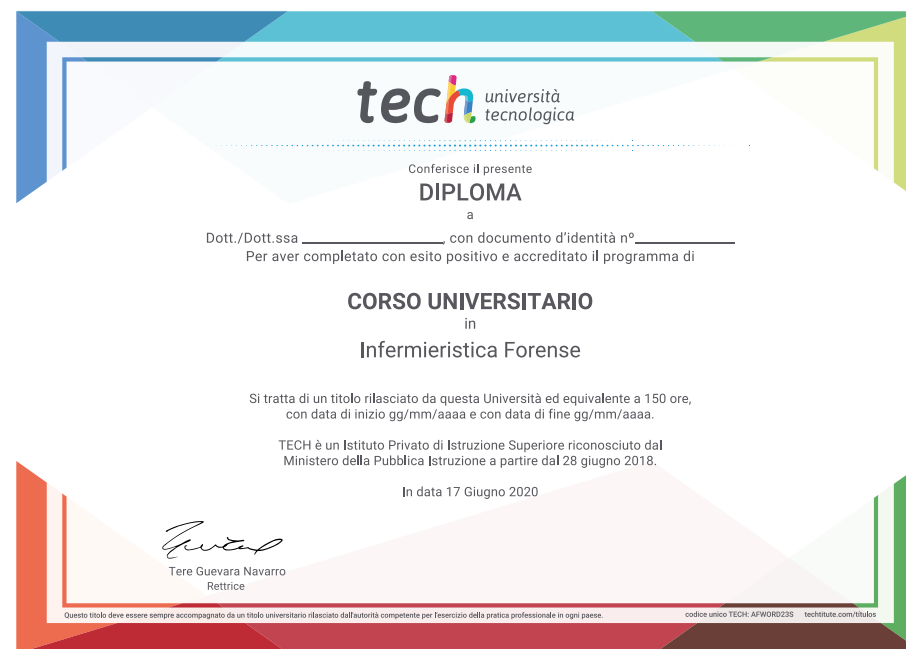 tech università
tecnologica
Conferisce il presente
DIPLOMA
a
Dott./Dott.ssa _________________, con documento d'identità nº____________
Per aver completato con esito positivo e accreditato il programma di
CORSO UNIVERSITARIO
in
Infermieristica Forense
Si tratta di un titolo rilasciato da questa Università ed equivalente a 150 ore,
con data di inizio gg/mm/aaaa e con data di fine gg/mm/aaaa.
TECH è un Istituto Privato di Istruzione Superiore riconosciuto dal
Ministero della Pubblica Istruzione a partire dal 28 giugno 2018.
In data 17 Giugno 2020
Tere Guevara Navarro
Rettrice
Questo titolo deve essere sempre accompagnato da un titolo universitario rilasciato dall'autorità competente per l'esercizio della pratica professionale in ogni paese. codice unico TECH: AFWORD23S techtitute.com/títulos